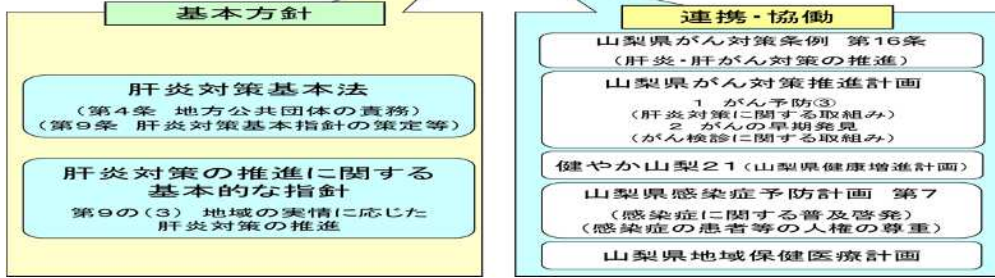 基本方針
肝炎対策基本法
(第4条 地方公共団体の責務)
(第9条 肝炎対策基本指針の策定等)
肝炎対策の推進に関する
基本的な指針
第9の(3) 地域の実情に応じた
肝炎対策の推進
連携・協働
山梨県がん対策条例 第16条
(肝炎・肝がん対策の推進)
山梨県がん対策推進計画
1 がん予防③
(肝炎対策に関する取組み)
2 がんの早期発見
(がん検診に関する取組み)
健やか山梨21(山梨県健康増進計画)
山梨県感染症予防計画 第7
(感染症に関する普及啓発)
(感染症の患者等の人権の尊重)
山梨県地域保健医療計画